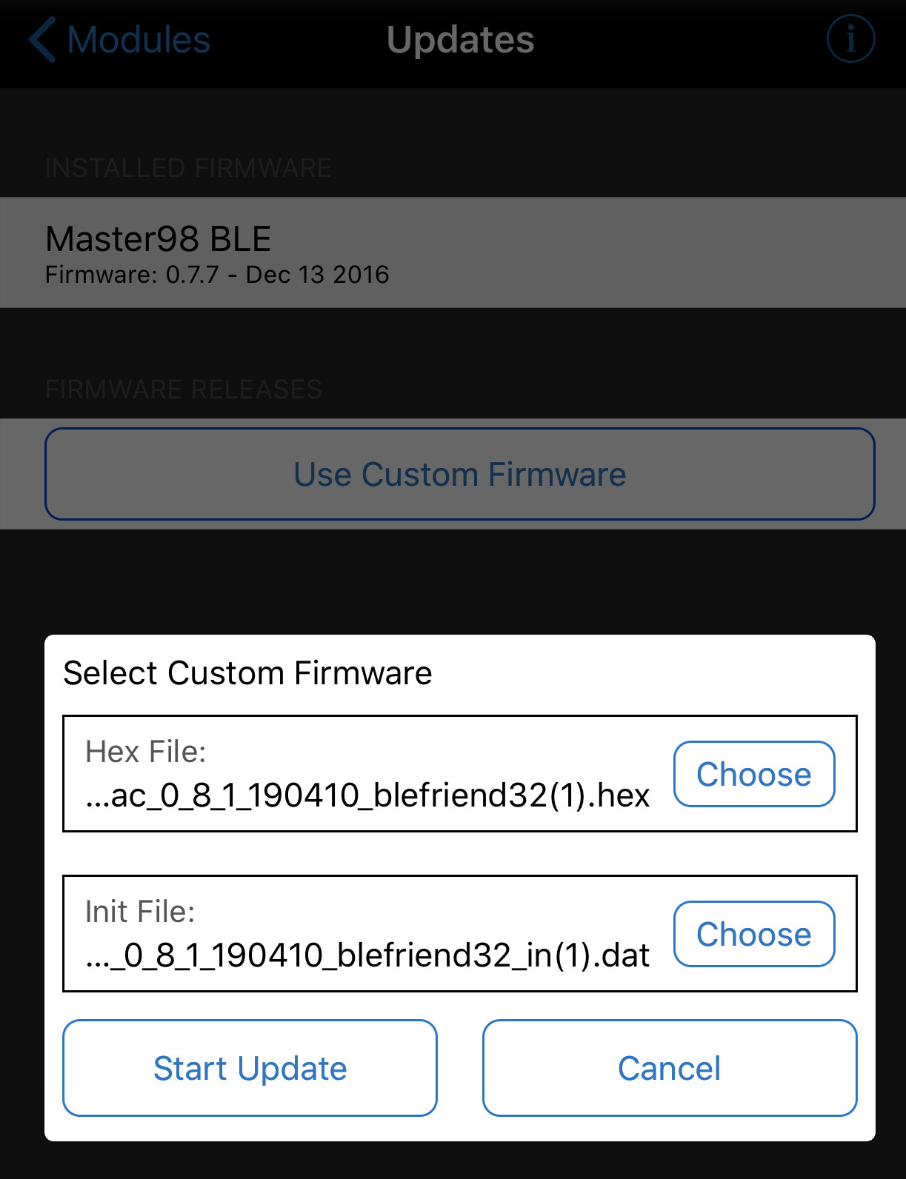 Modules
Updates
i
INSTALLED FIRMWARE
Master98 BLE
Firmware: 0.7.7 - Dec 13 2016
FIRMWARE RELEASES
Use Custom Firmware
Select Custom Firmware
Hex File:
...ac_0_8_1_190410_blefriend32(1).hex
Choose
Init File:
..._0_8_1_190410_blefriend32_in(1).dat
Choose
Start Update
Cancel